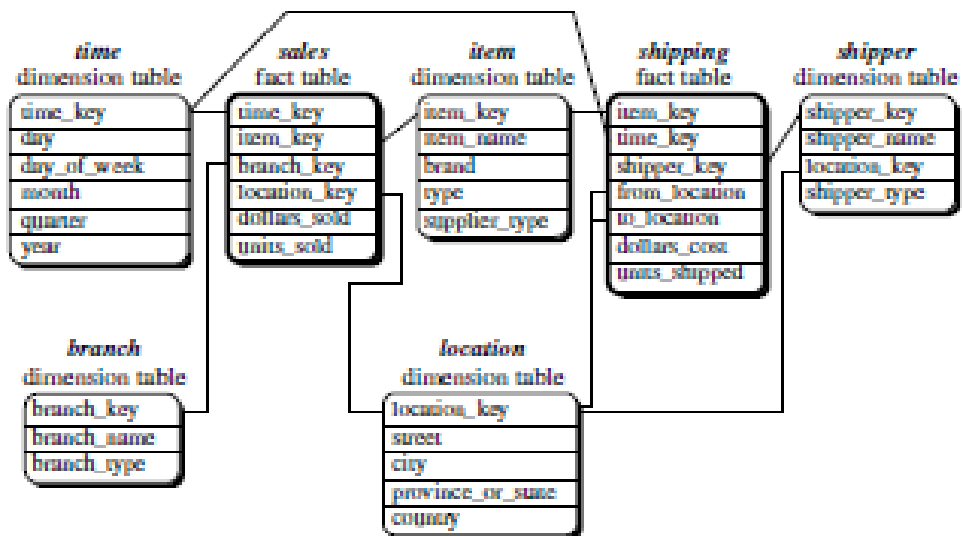 time
dimension table
time_key
day
day_of_week
month
quarter
year
sales
fact table
time_key
item_key
branch_key
location_key
dollars_sold
units_sold
item
dimension table
item_key
item_name
brand
type
supplier_type
shipping
fact table
item_key
time_key
shipper_key
from_location
to_location
dollars_cost
units_shipped
shipper
dimension table
shipper_key
shipper_name
location_key
shipper_type
branch
dimension table
branch_key
branch_name
branch_type
location
dimension table
location_key
street
city
province_or_state
country